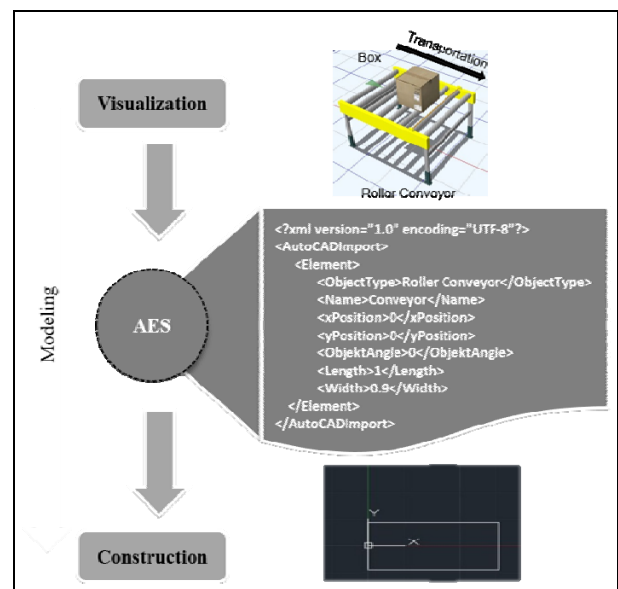 Transportation
Box
Visualization
Roller Conveyor
<?xml version="1.0" encoding="UTF-8"?>
<AutoCADImport>
<Element>
<ObjectType>Roller Conveyor</ObjectType>
<Name>Conveyor</Name>
<xPosition>0</xPosition>
<yPosition>0</yPosition>
<ObjektAngle>0</ObjektAngle>
<Length>1</Length>
<Width>0.9</Width>
</Element>
</AutoCADImport>
Modeling
AES
Y
X
Construction